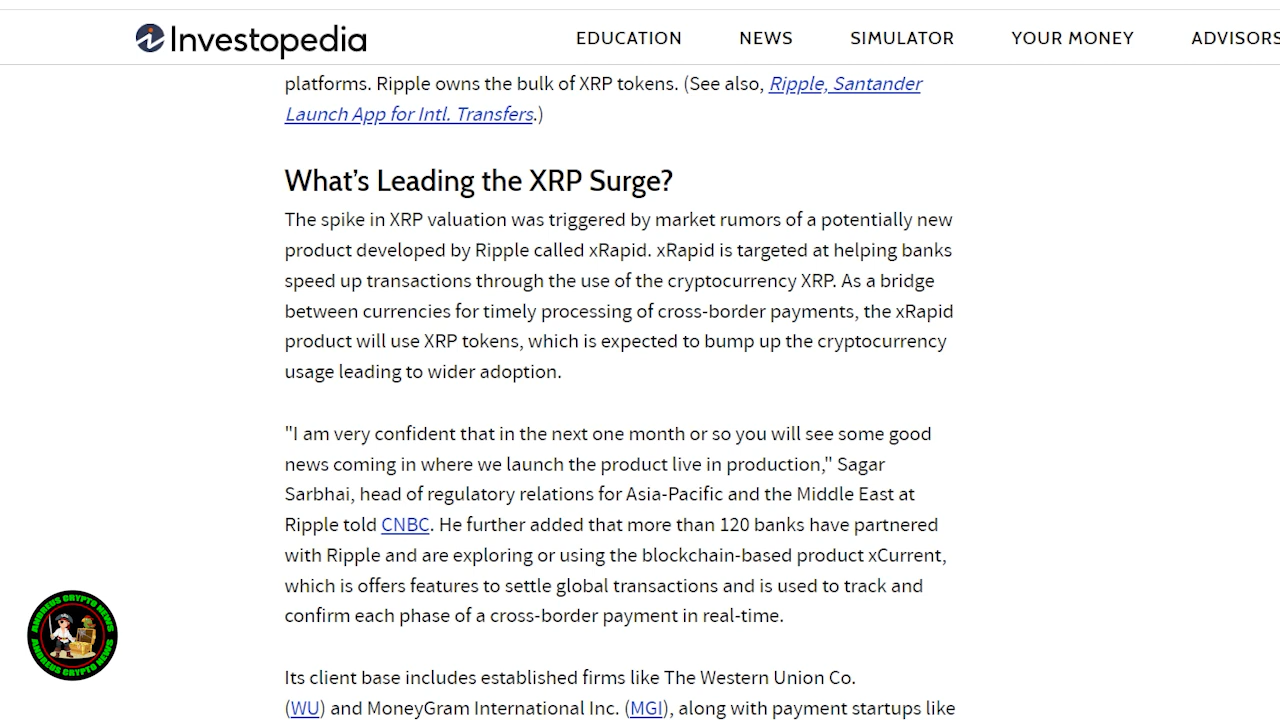 Investopedia
EDUCATION NEWS SIMULATOR YOUR MONEY ADVISORS
platforms. Ripple owns the bulk of XRP tokens. (See also, Ripple, Santander
Launch App for Intl. Transfers.)
What’s Leading the XRP Surge?
The spike in XRP valuation was triggered by market rumors of a potentially new
product developed by Ripple called xRapid. xRapid is targeted at helping banks
speed up transactions through the use of the cryptocurrency XRP. As a bridge
between currencies for timely processing of cross-border payments, the xRapid
product will use XRP tokens, which is expected to bump up the cryptocurrency
usage leading to wider adoption.
"I am very confident that in the next one month or so you will see some good
news coming in where we launch the product live in production," Sagar
Sarbhai, head of regulatory relations for Asia-Pacific and the Middle East at
Ripple told CNBC. He further added that more than 120 banks have partnered
with Ripple and are exploring or using the blockchain-based product xCurrent,
which is offers features to settle global transactions and is used to track and
confirm each phase of a cross-border payment in real-time.
Its client base includes established firms like The Western Union Co.
(WU) and MoneyGram International Inc. (MGI), along with payment startups like
ANDREUS CRYPTO NEWS
ANDREUS CRYPTO NEWS